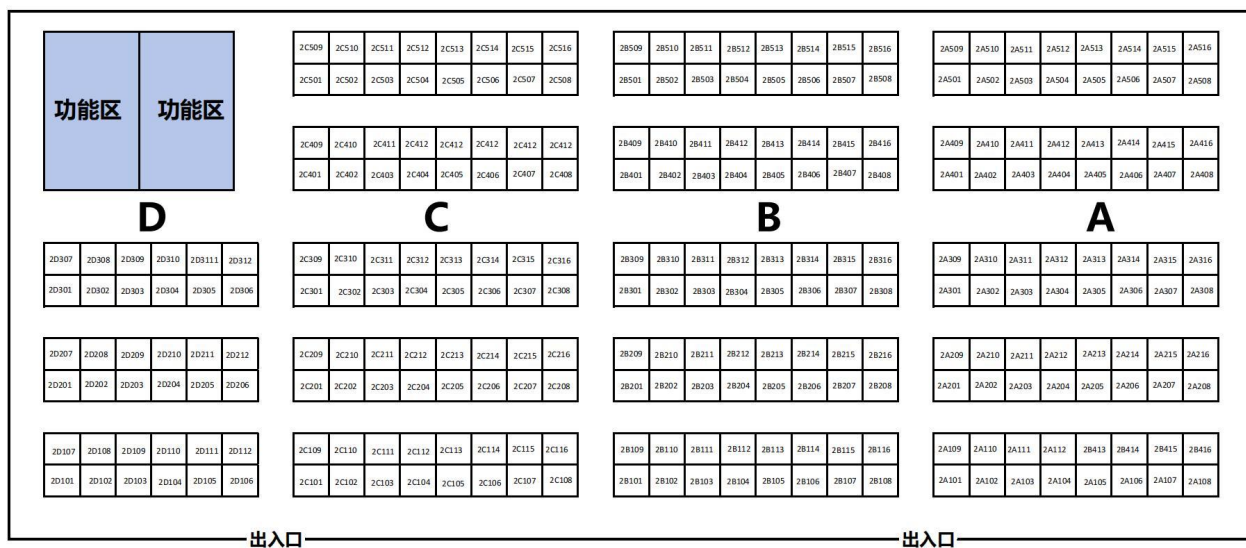 2C509 2C510 2C511 2C512 2C513 2C514 2C515 2C516 2B509 2B510 2B511 2B512 2B513 2B514 2B515 2B516 2A509 2A510 2A511 2A512 2A513 2A514 2A515 2A516
2C501 2C502 2C503 2C504 2C505 2C506 2C507 2C508 2B501 2B502 2B503 2B504 2B505 2B506 2B507 2B508 2A501 2A502 2A503 2A504 2A505 2A506 2A507 2A508
功能区 功能区
2C409 2C410 2C411 2C412 2C412 2C412 2C412 2C412 2B409 2B410 2B411 2B412 2B413 2B414 2B415 2B416 2A409 2A410 2A411 2A412 2A413 2A414 2A415 2A416
2C401 2C402 2C403 2C404 2C405 2C406 2C407 2C408 2B401 2B402 2B403 2B404 2B405 2B406 2B407 2B408 2A401 2A402 2A403 2A404 2A405 2A406 2A407 2A408
D C B A
2D307 2D308 2D309 2D310 2D3111 2D312 2C309 2C310 2C311 2C312 2C313 2C314 2C315 2C316 2B309 2B310 2B311 2B312 2B313 2B314 2B315 2B316 2A309 2A310 2A311 2A312 2A313 2A314 2A315 2A316
2D301 2D302 2D303 2D304 2D305 2D306 2C301 2C302 2C303 2C304 2C305 2C306 2C307 2C308 2B301 2B302 2B303 2B304 2B305 2B306 2B307 2B308 2A301 2A302 2A303 2A304 2A305 2A306 2A307 2A308
2D207 2D208 2D209 2D210 2D211 2D212 2C209 2C210 2C211 2C212 2C213 2C214 2C215 2C216 2B209 2B210 2B211 2B212 2B213 2B214 2B215 2B216 2A209 2A210 2A211 2A212 2A213 2A214 2A215 2A216
2D201 2D202 2D203 2D204 2D205 2D206 2C201 2C202 2C203 2C204 2C205 2C206 2C207 2C208 2B201 2B202 2B203 2B204 2B205 2B206 2B207 2B208 2A201 2A202 2A203 2A204 2A205 2A206 2A207 2A208
2D107 2D108 2D109 2D110 2D111 2D112 2C109 2C110 2C111 2C112 2C113 2C114 2C115 2C116 2B109 2B110 2B111 2B112 2B113 2B114 2B115 2B116 2A109 2A110 2A111 2A112 2B413 2B414 2B415 2B416
2D101 2D102 2D103 2D104 2D105 2D106 2C101 2C102 2C103 2C104 2C105 2C106 2C107 2C108 2B101 2B102 2B103 2B104 2B105 2B106 2B107 2B108 2A101 2A102 2A103 2A104 2A105 2A106 2A107 2A108
出入口 出入口